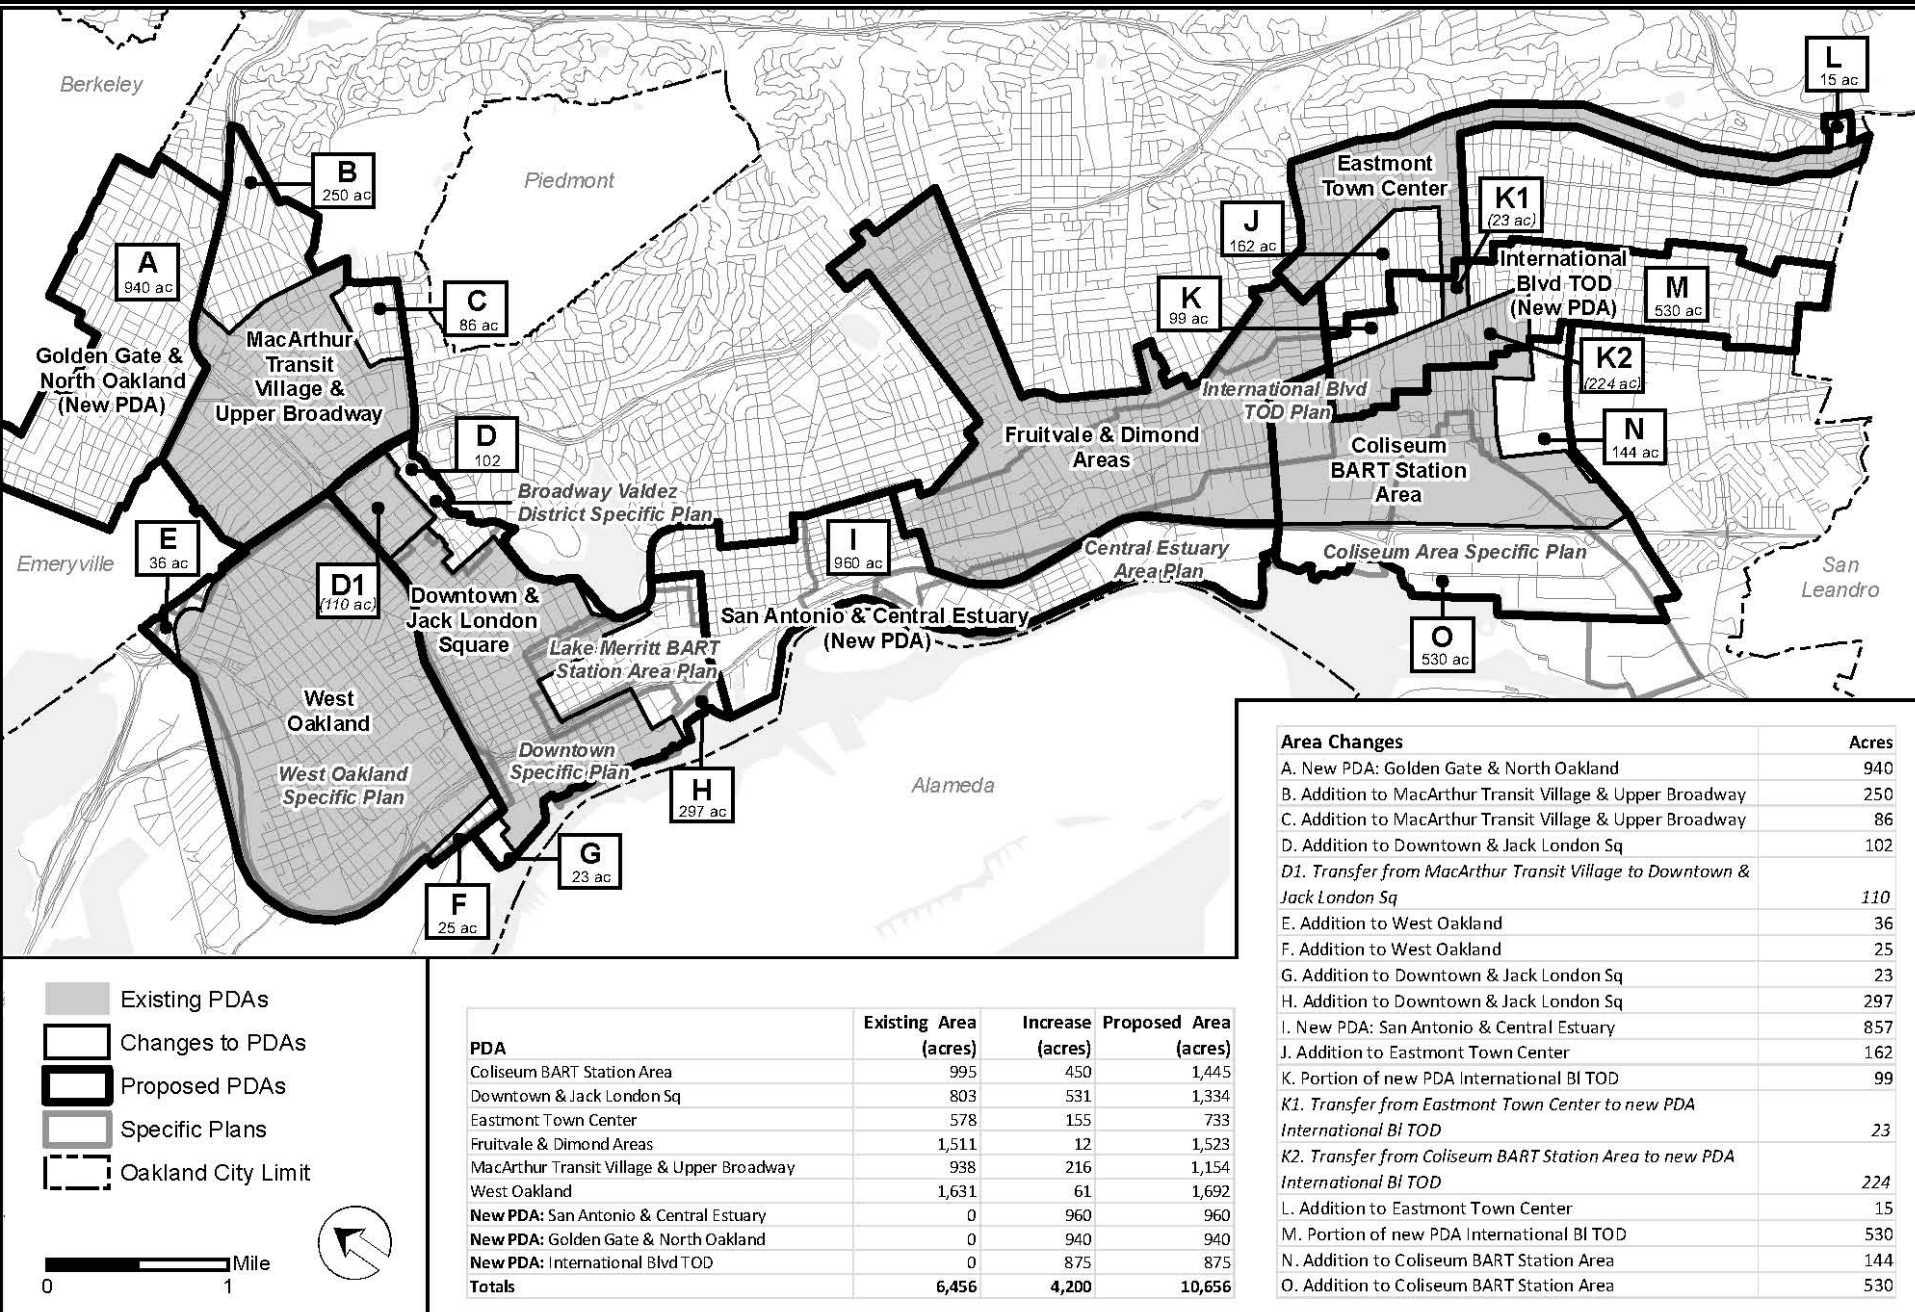 Berkeley
Piedmont
Emeryville
Alameda
San
Leandro
A
940 ac
B
250 ac
C
86 ac
D
102
D1
(110 ac)
E
36 ac
F
25 ac
G
23 ac
H
297 ac
I
960 ac
J
162 ac
K
99 ac
K1
(23 ac)
K2
(224 ac)
L
15 ac
M
530 ac
N
144 ac
O
530 ac
Golden Gate &
North Oakland
(New PDA)
MacArthur
Transit
Village &
Upper Broadway
Broadway Valdez
District Specific Plan
Downtown &
Jack London
Square
Lake Merritt BART
Station Area Plan
West
Oakland
West Oakland
Specific Plan
Downtown
Specific Plan
San Antonio & Central Estuary
(New PDA)
Fruitvale & Dimond
Areas
Central Estuary
Area Plan
International Blvd
TOD Plan
Eastmont
Town Center
International
Blvd TOD
(New PDA)
Coliseum
BART Station
Area
Coliseum Area Specific Plan
Existing PDAs
Changes to PDAs
Proposed PDAs
Specific Plans
Oakland City Limit
Mile
0 1
PDA Existing Area (acres) Increase (acres) Proposed Area (acres)
Coliseum BART Station Area 995 450 1,445
Downtown & Jack London Sq 803 531 1,334
Eastmont Town Center 578 155 733
Fruitvale & Dimond Areas 1,511 12 1,523
MacArthur Transit Village & Upper Broadway 938 216 1,154
West Oakland 1,631 61 1,692
New PDA: San Antonio & Central Estuary 0 960 960
New PDA: Golden Gate & North Oakland 0 940 940
New PDA: International Blvd TOD 0 875 875
Totals 6,456 4,200 10,656
Area Changes Acres
A. New PDA: Golden Gate & North Oakland 940
B. Addition to MacArthur Transit Village & Upper Broadway 250
C. Addition to MacArthur Transit Village & Upper Broadway 86
D. Addition to Downtown & Jack London Sq 102
D1. Transfer from MacArthur Transit Village to Downtown &
Jack London Sq 110
E. Addition to West Oakland 36
F. Addition to West Oakland 25
G. Addition to Downtown & Jack London Sq 23
H. Addition to Downtown & Jack London Sq 297
I. New PDA: San Antonio & Central Estuary 857
J. Addition to Eastmont Town Center 162
K. Portion of new PDA International Bl TOD 99
K1. Transfer from Eastmont Town Center to new PDA
International Bl TOD 23
K2. Transfer from Coliseum BART Station Area to new PDA
International Bl TOD 224
L. Addition to Eastmont Town Center 15
M. Portion of new PDA International Bl TOD 530
N. Addition to Coliseum BART Station Area 144
O. Addition to Coliseum BART Station Area 530